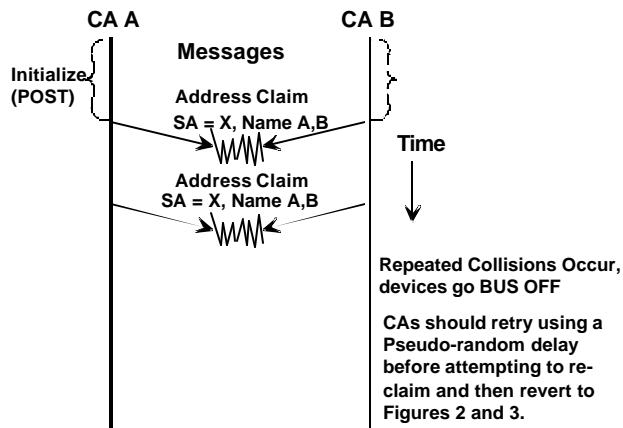 CA A
CA B
Messages
Initialize
(POST)
Address Claim
SA = X, Name A,B
Time
Address Claim
SA = X, Name A,B
Repeated Collisions Occur,
devices go BUS OFF
CAs should retry using a
Pseudo-random delay
before attempting to re-
claim and then revert to
Figures 2 and 3.